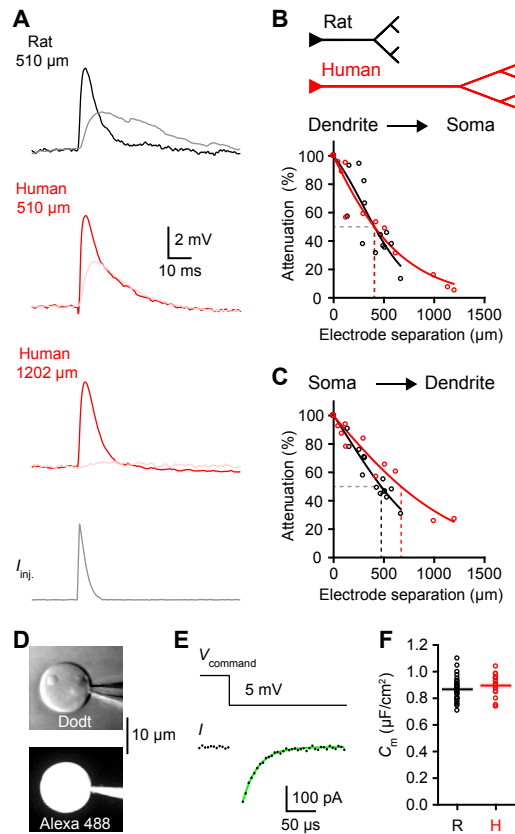 A
Rat
510 µm
Human
510 µm
2 mV
10 ms
Human
1202 µm
I inj.
B
Rat
Human
Dendrite → Soma
100
80
60
40
20
0
Attenuation (%)
0 500 1000 1500
Electrode separation (µm)
C
Soma → Dendrite
100
80
60
40
20
0
Attenuation (%)
0 500 1000 1500
Electrode separation (µm)
D
Dodt
10 µm
Alexa 488
E
V command
5 mV
I
100 pA
50 µs
F
1.2
1.0
0.8
0.6
0.4
0.2
0.0
C m (µF/cm²)
R H